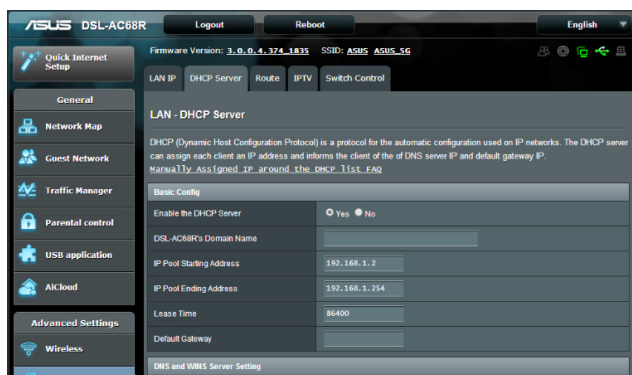 ASUS DSL-AC68R Logout Reboot English
Quick Internet Setup
Firmware Version: 3.0.0.4.374_1835 SSID: ASUS ASUS_5G
LAN IP DHCP Server Route IPTV Switch Control
General
Network Map
Guest Network
Traffic Manager
Parental control
USB application
AiCloud
Advanced Settings
Wireless
LAN - DHCP Server
DHCP (Dynamic Host Configuration Protocol) is a protocol for the automatic configuration used on IP networks. The DHCP server
can assign each client an IP address and informs the client of the of DNS server IP and default gateway IP.
Manually Assigned IP around the DHCP list FAQ
Basic Config
Enable the DHCP Server Yes No
DSL-AC68R's Domain Name
IP Pool Starting Address 192.168.1.2
IP Pool Ending Address 192.168.1.254
Lease Time 86400
Default Gateway
DNS and WINS Server Setting